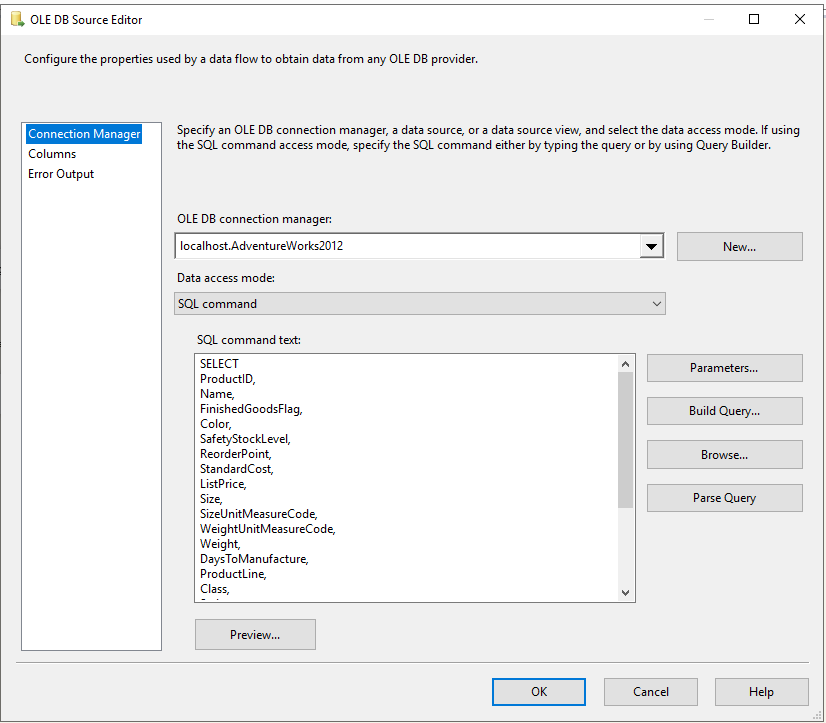 OLE DB Source Editor
Configure the properties used by a data flow to obtain data from any OLE DB provider.
Connection Manager
Columns
Error Output
Specify an OLE DB connection manager, a data source, or a data source view, and select the data access mode. If using
the SQL command access mode, specify the SQL command either by typing the query or by using Query Builder.
OLE DB connection manager:
localhost.AdventureWorks2012
New...
Data access mode:
SQL command
SQL command text:
SELECT
ProductID,
Name,
FinishedGoodsFlag,
Color,
SafetyStockLevel,
ReorderPoint,
StandardCost,
ListPrice,
Size,
SizeUnitMeasureCode,
WeightUnitMeasureCode,
Weight,
DaysToManufacture,
ProductLine,
Class,
Parameters...
Build Query...
Browse...
Parse Query
Preview...
OK
Cancel
Help